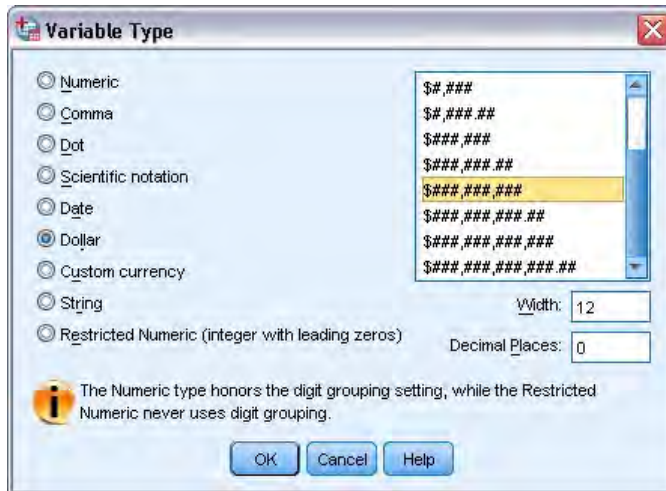 Variable Type
Numeric
Comma
Dot
Scientific notation
Date
Dollar
Custom currency
String
Restricted Numeric (integer with leading zeros)
$#,###
$#,###.##
$###,###
$###,###.##
$###,###,###
$###,###,###.##
$###,###,###,###
$###,###,###,###.##
Width: 12
Decimal Places: 0
The Numeric type honors the digit grouping setting, while the Restricted
Numeric never uses digit grouping.
OK Cancel Help